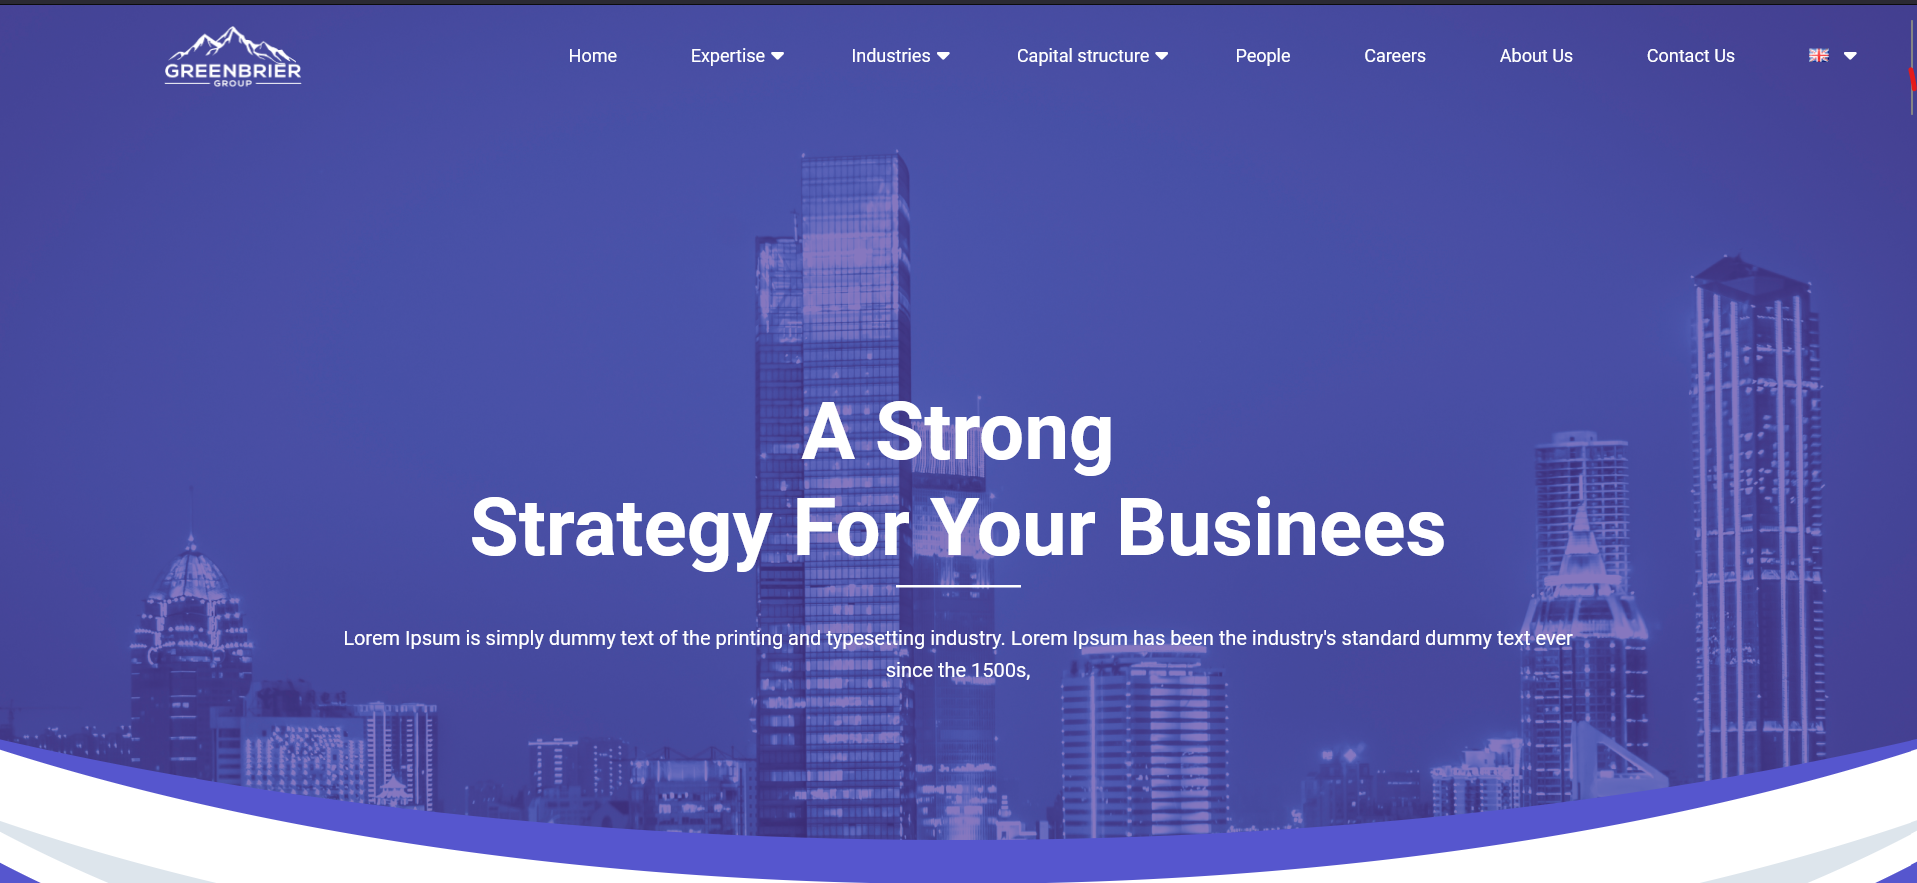 GREENBRIER
GROUP
Home Expertise Industries Capital structure People Careers About Us Contact Us
A Strong
Strategy For Your Businees
Lorem Ipsum is simply dummy text of the printing and typesetting industry. Lorem Ipsum has been the industry's standard dummy text ever
since the 1500s,